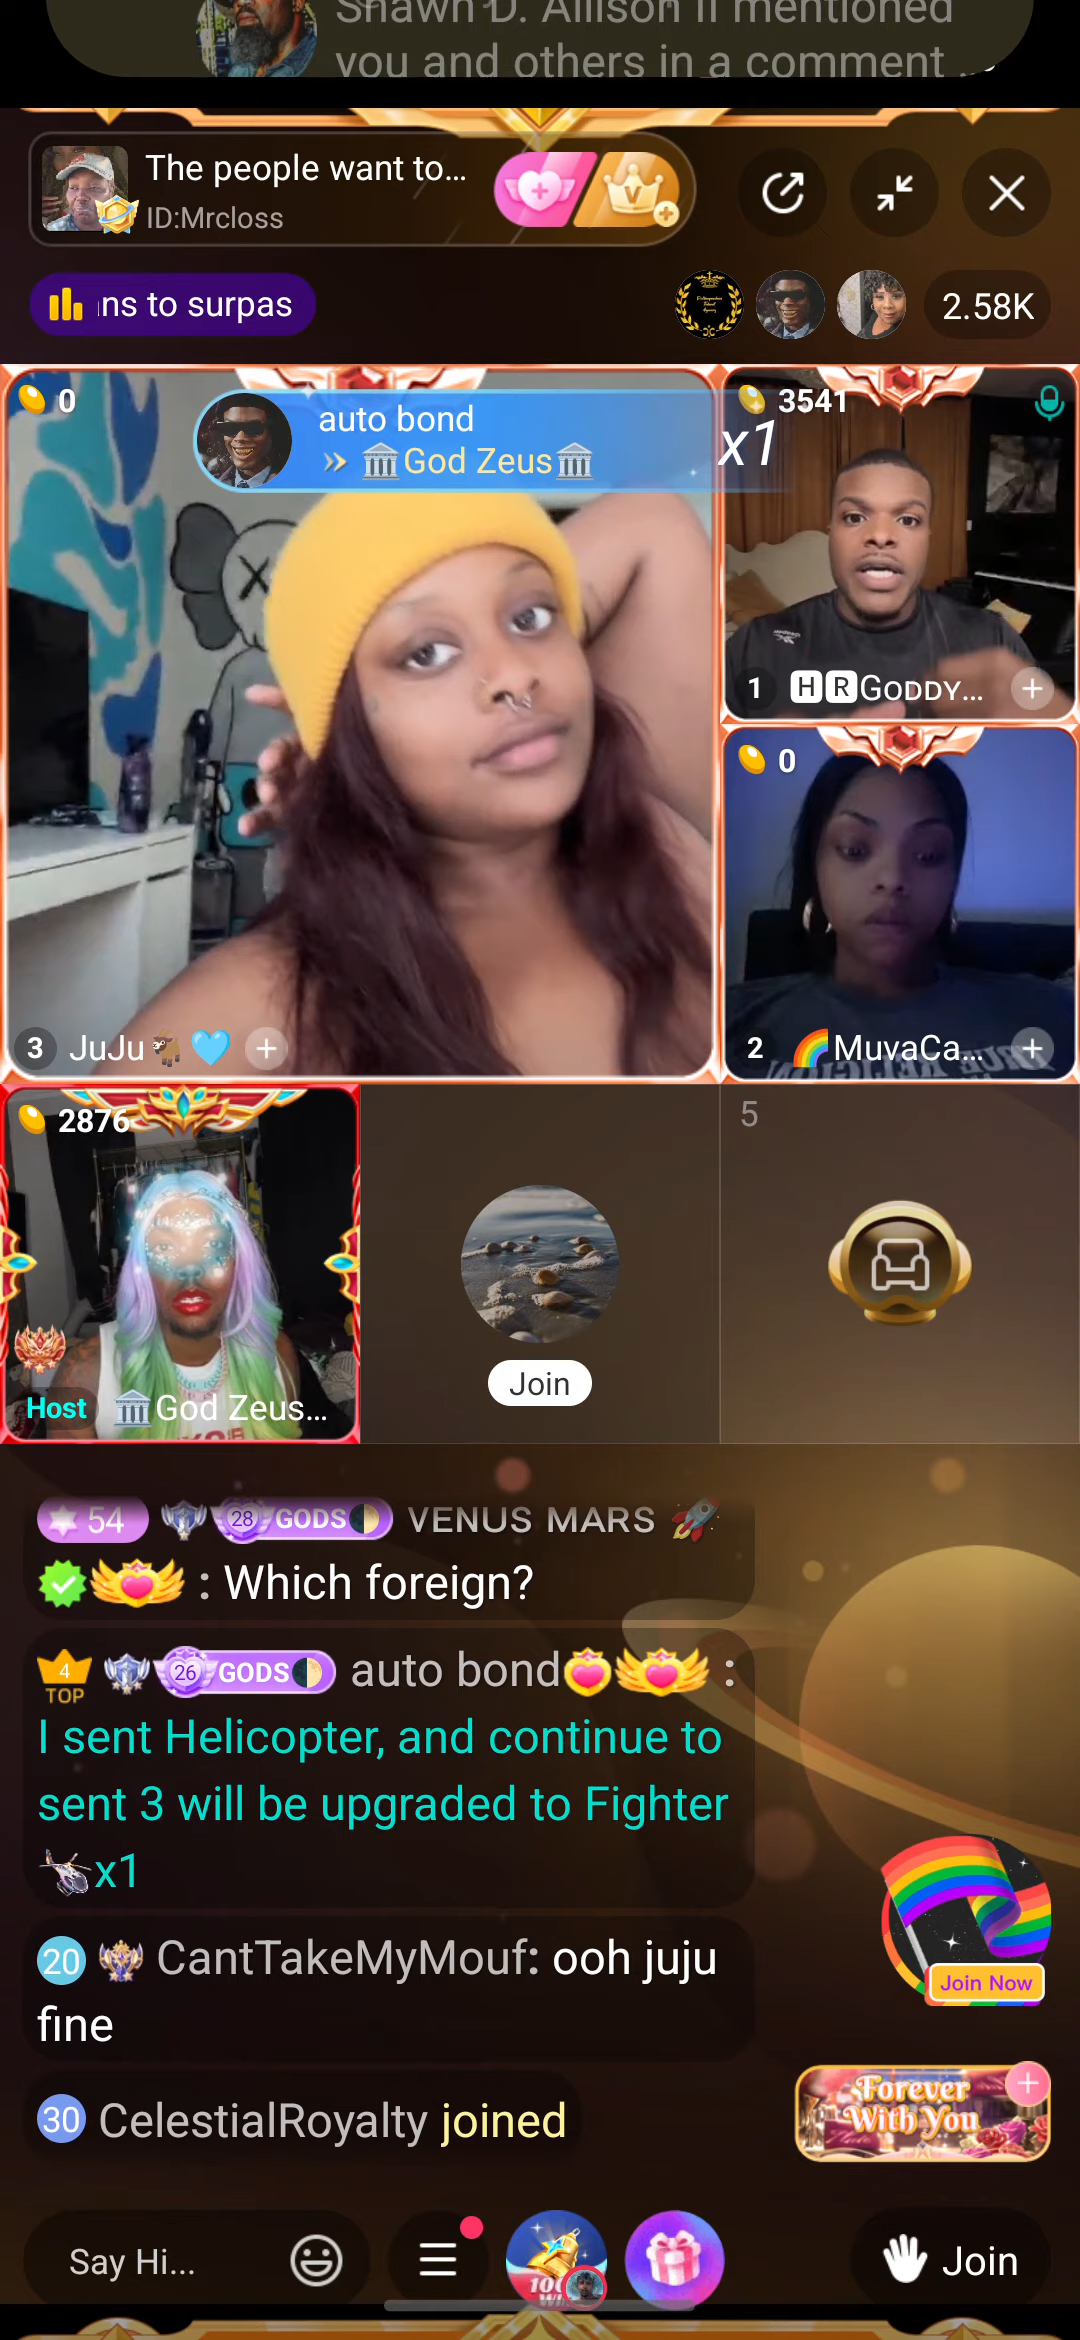 Shawn D. Allison II mentioned
you and others in a comment ...
The people want to...
ID:Mrcloss
ns to surpas
2.58K
0
auto bond
» 🏛️God Zeus🏛️
x1
3541
1 🅷🆁Gᴏᴅᴅʏ...
0
3 JuJu🐐🩵
2 🌈MuvaCa...
2876
Host 🏛️God Zeus...
Join
5
54 28 GODS🌓 VENUS MARS 🚀
: Which foreign?
4 TOP 26 GODS🌓 auto bond :
I sent Helicopter, and continue to
sent 3 will be upgraded to Fighter
x1
20 CantTakeMyMouf: ooh juju
fine
Join Now
Forever
With You
30 CelestialRoyalty joined
Say Hi...
Join